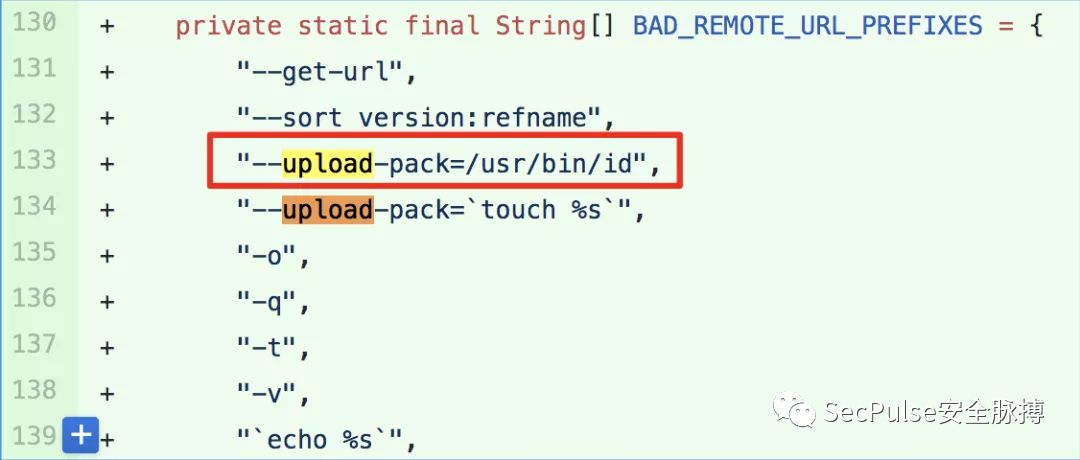 130 + private static final String[] BAD_REMOTE_URL_PREFIXES = {
131 + "--get-url",
132 + "--sort version:refname",
133 + "--upload-pack=/usr/bin/id",
134 + "--upload-pack=`touch %s`",
135 + "-o",
136 + "-q",
137 + "-t",
138 + "-v",
139 + + "`echo %s`",
SecPulse安全脉搏